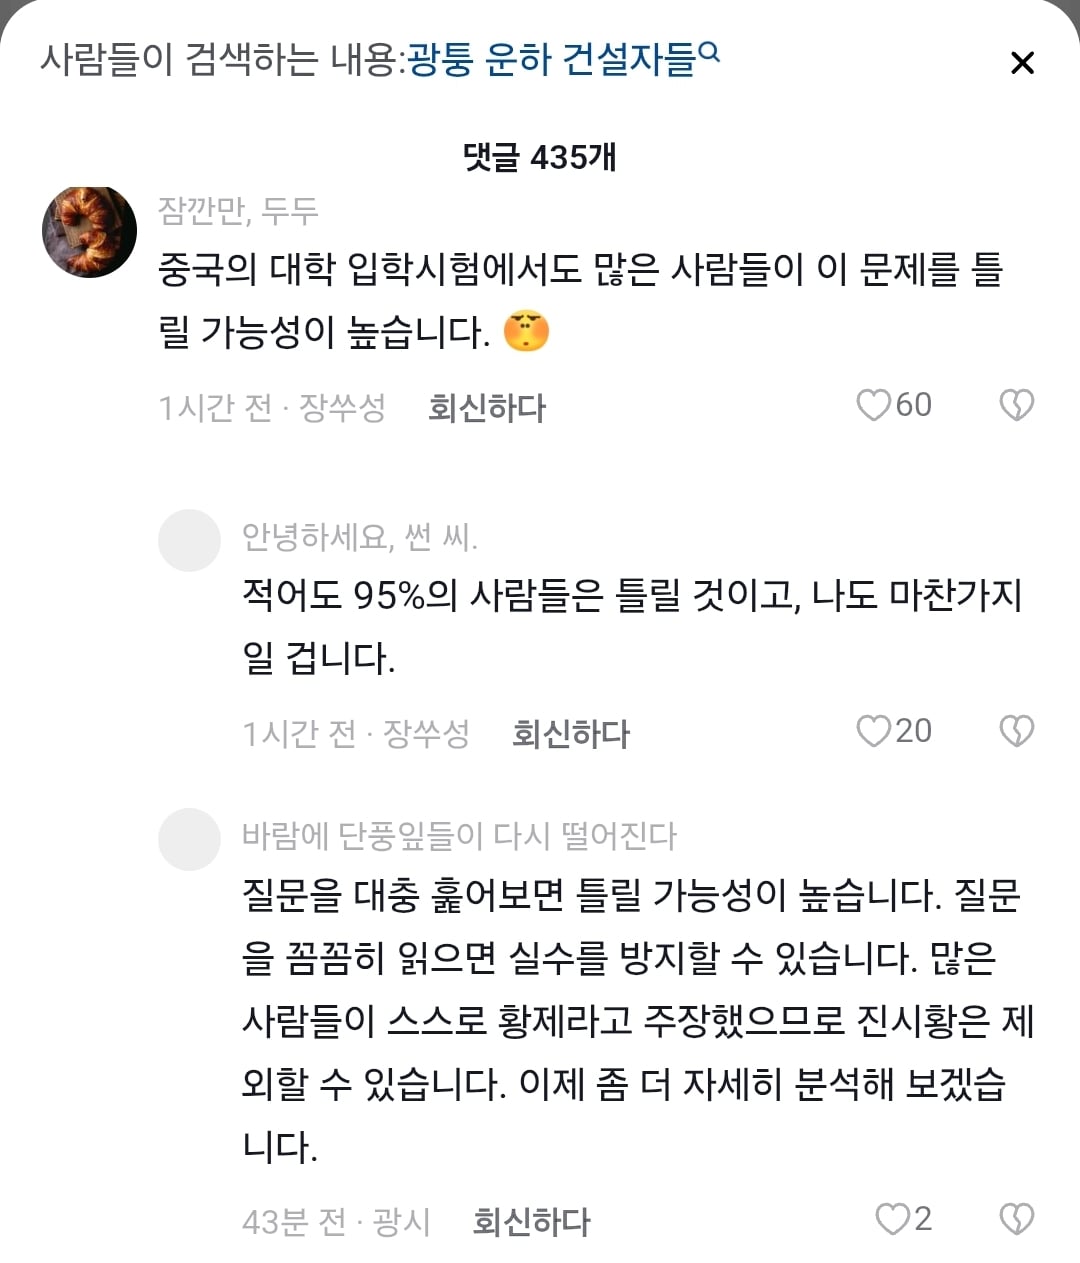 사람들이 검색하는 내용:광퉁 운하 건설자들
댓글 435개
잠깐만, 두두
중국의 대학 입학시험에서도 많은 사람들이 이 문제를 틀
릴 가능성이 높습니다.
1시간 전 · 장쑤성 회신하다 60
안녕하세요, 썬 씨.
적어도 95%의 사람들은 틀릴 것이고, 나도 마찬가지
일 겁니다.
1시간 전 · 장쑤성 회신하다 20
바람에 단풍잎들이 다시 떨어진다
질문을 대충 훑어보면 틀릴 가능성이 높습니다. 질문
을 꼼꼼히 읽으면 실수를 방지할 수 있습니다. 많은
사람들이 스스로 황제라고 주장했으므로 진시황은 제
외할 수 있습니다. 이제 좀 더 자세히 분석해 보겠습
니다.
43분 전 · 광시 회신하다 2